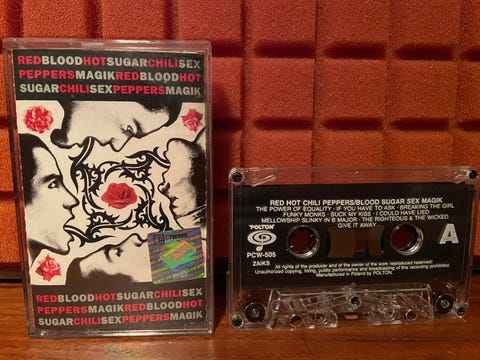 REDBLOODHOTSUGARCHILISEX
PEPPERSMAGIKREDBLOODHOT
SUGARCHILISEXPEPPERSMAGIK
REDBLOODHOTSUGARCHILISEX
PEPPERSMAGIKREDBLOODHOT
SUGARCHILISEXPEPPERSMAGIK
RED HOT CHILI PEPPERS/BLOOD SUGAR SEX MAGIK
THE POWER OF EQUALITY - IF YOU HAVE TO ASK - BREAKING THE GIRL
FUNKY MONKS - SUCK MY KISS - I COULD HAVE LIED
MELLOWSHIP SLINKY IN B MAJOR - THE RIGHTEOUS & THE WICKED
GIVE IT AWAY
POLTON
PCW-505
ZAIKS
A
All rights of the producer and of the owner of the work reproduced reserved!
Unauthorized copying, hiring, public performance and broadcasting of this recording prohibited.
Manufactured in Poland by POLTON.